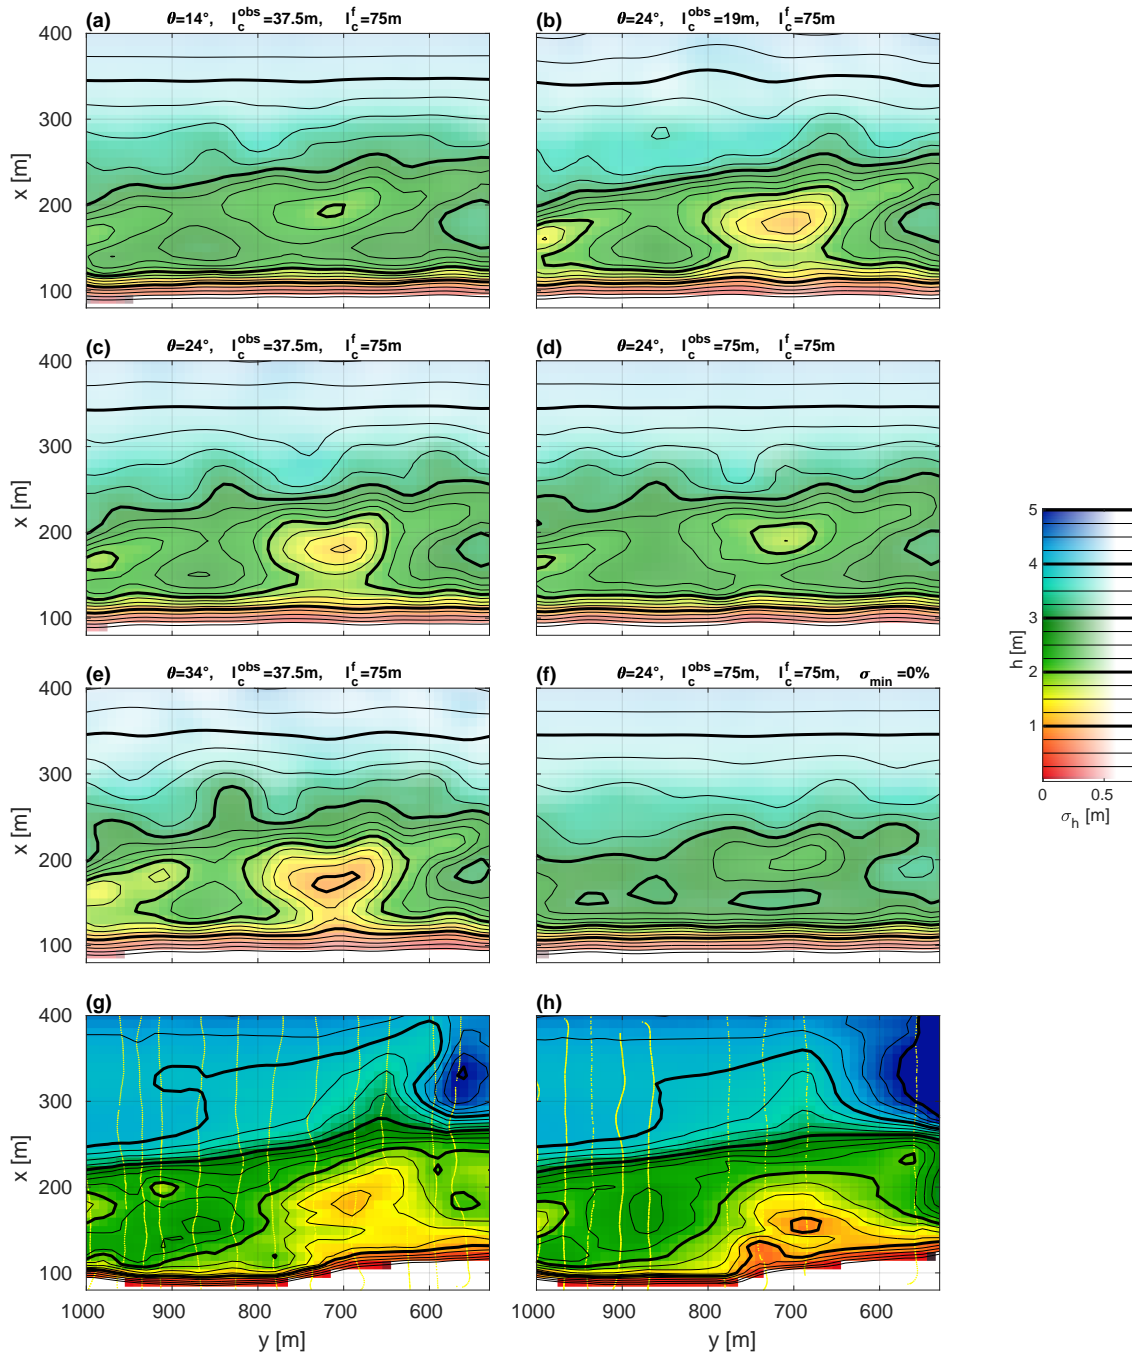 (a) θ=14°, l_c^obs=37.5m, l_c^f=75m
(b) θ=24°, l_c^obs=19m, l_c^f=75m
400
300
200
100
x [m]
(c) θ=24°, l_c^obs=37.5m, l_c^f=75m
(d) θ=24°, l_c^obs=75m, l_c^f=75m
400
300
200
100
x [m]
(e) θ=34°, l_c^obs=37.5m, l_c^f=75m
(f) θ=24°, l_c^obs=75m, l_c^f=75m, σ_min=0%
400
300
200
100
x [m]
(g)
(h)
400
300
200
100
x [m]
1000 900 800 700 600
y [m]
1000 900 800 700 600
y [m]
5
4
3
2
1
h [m]
0 0.5
σ_h [m]